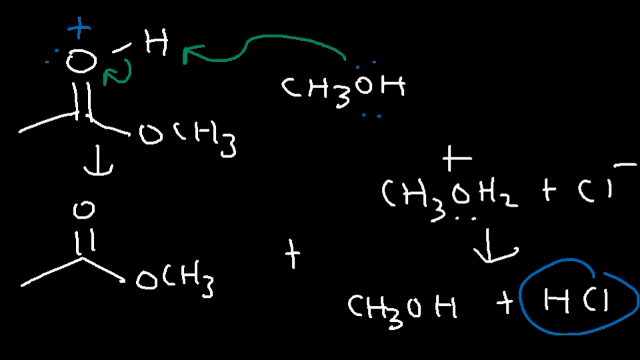 +
O - H
CH3OH
OCH3
+
CH3OH2 + Cl−
O
OCH3
+
CH3OH + HCl